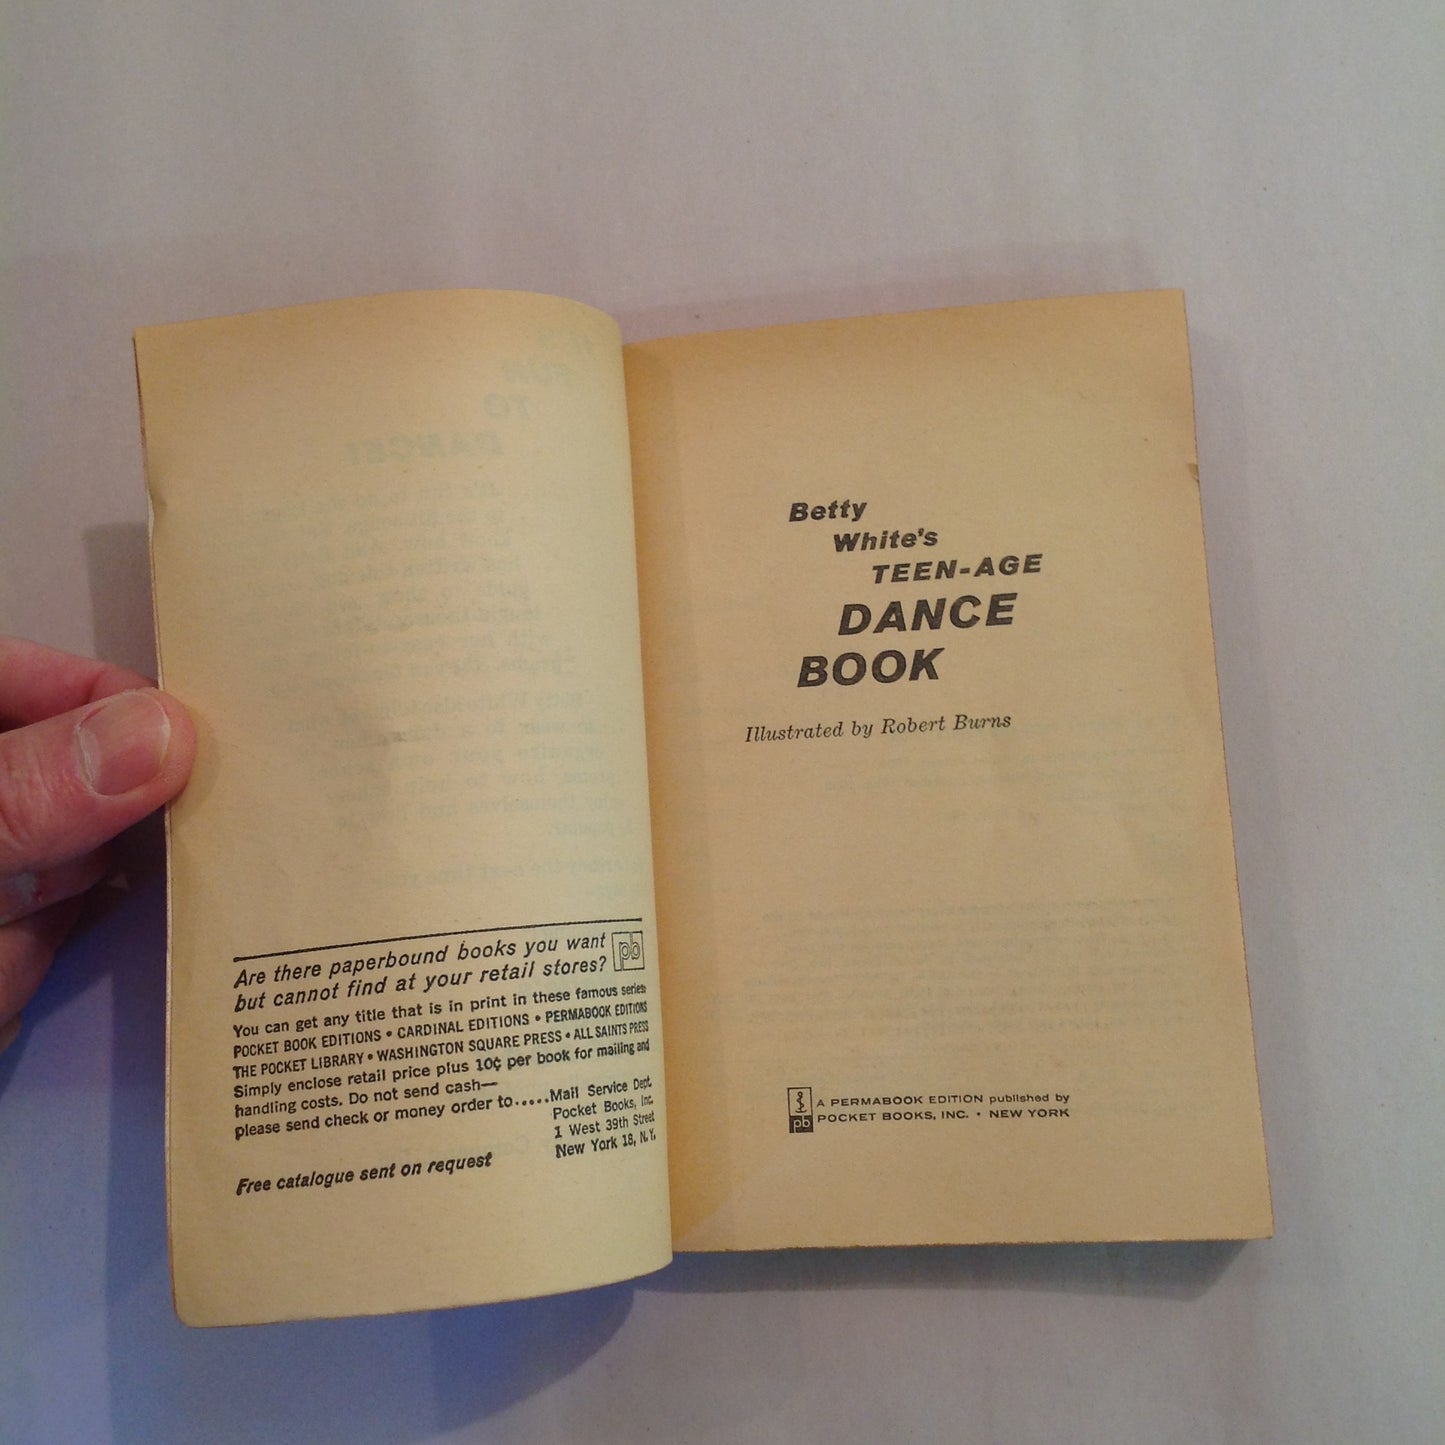 Are there paperbound books you want
but cannot find at your retail stores?
pb
You can get any title that is in print in these famous series:
POCKET BOOK EDITIONS • CARDINAL EDITIONS • PERMABOOK EDITIONS
THE POCKET LIBRARY • WASHINGTON SQUARE PRESS • ALL SAINTS PRESS
Simply enclose retail price plus 10¢ per book for mailing and
handling costs. Do not send cash—
please send check or money order to.....Mail Service Dept.
Pocket Books, Inc.
1 West 39th Street
New York 18, N.Y.
Free catalogue sent on request
Betty
White's
TEEN-AGE
DANCE
BOOK
Illustrated by Robert Burns
pb
A PERMABOOK EDITION published by
POCKET BOOKS, INC. • NEW YORK